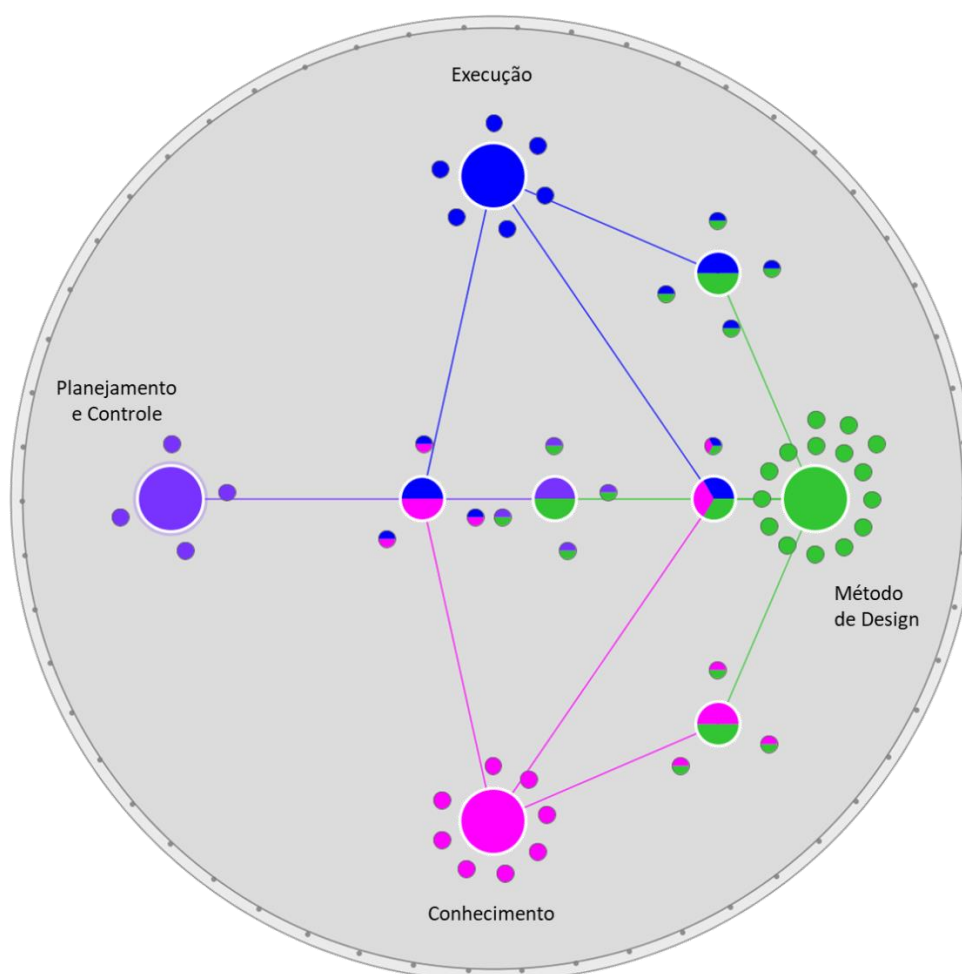 Execução
Planejamento
e Controle
Método
de Design
Conhecimento